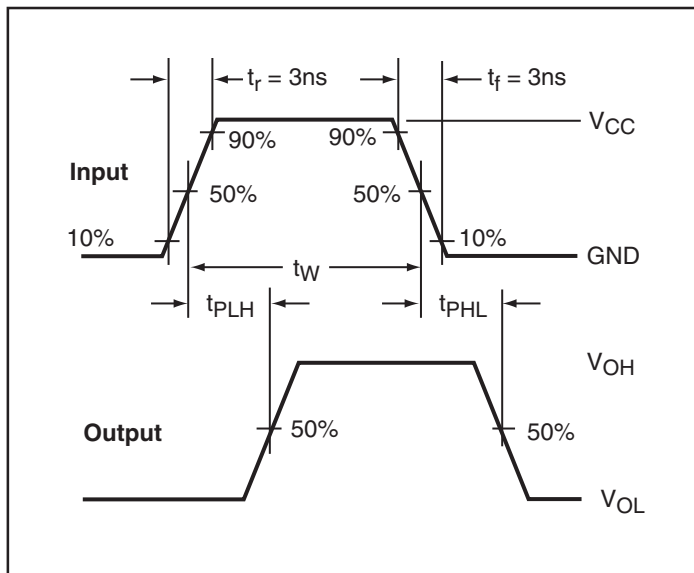 t_r = 3ns
t_f = 3ns
V_CC
90%
90%
Input
50%
50%
10%
10%
GND
t_W
t_PLH
t_PHL
V_OH
Output
50%
50%
V_OL